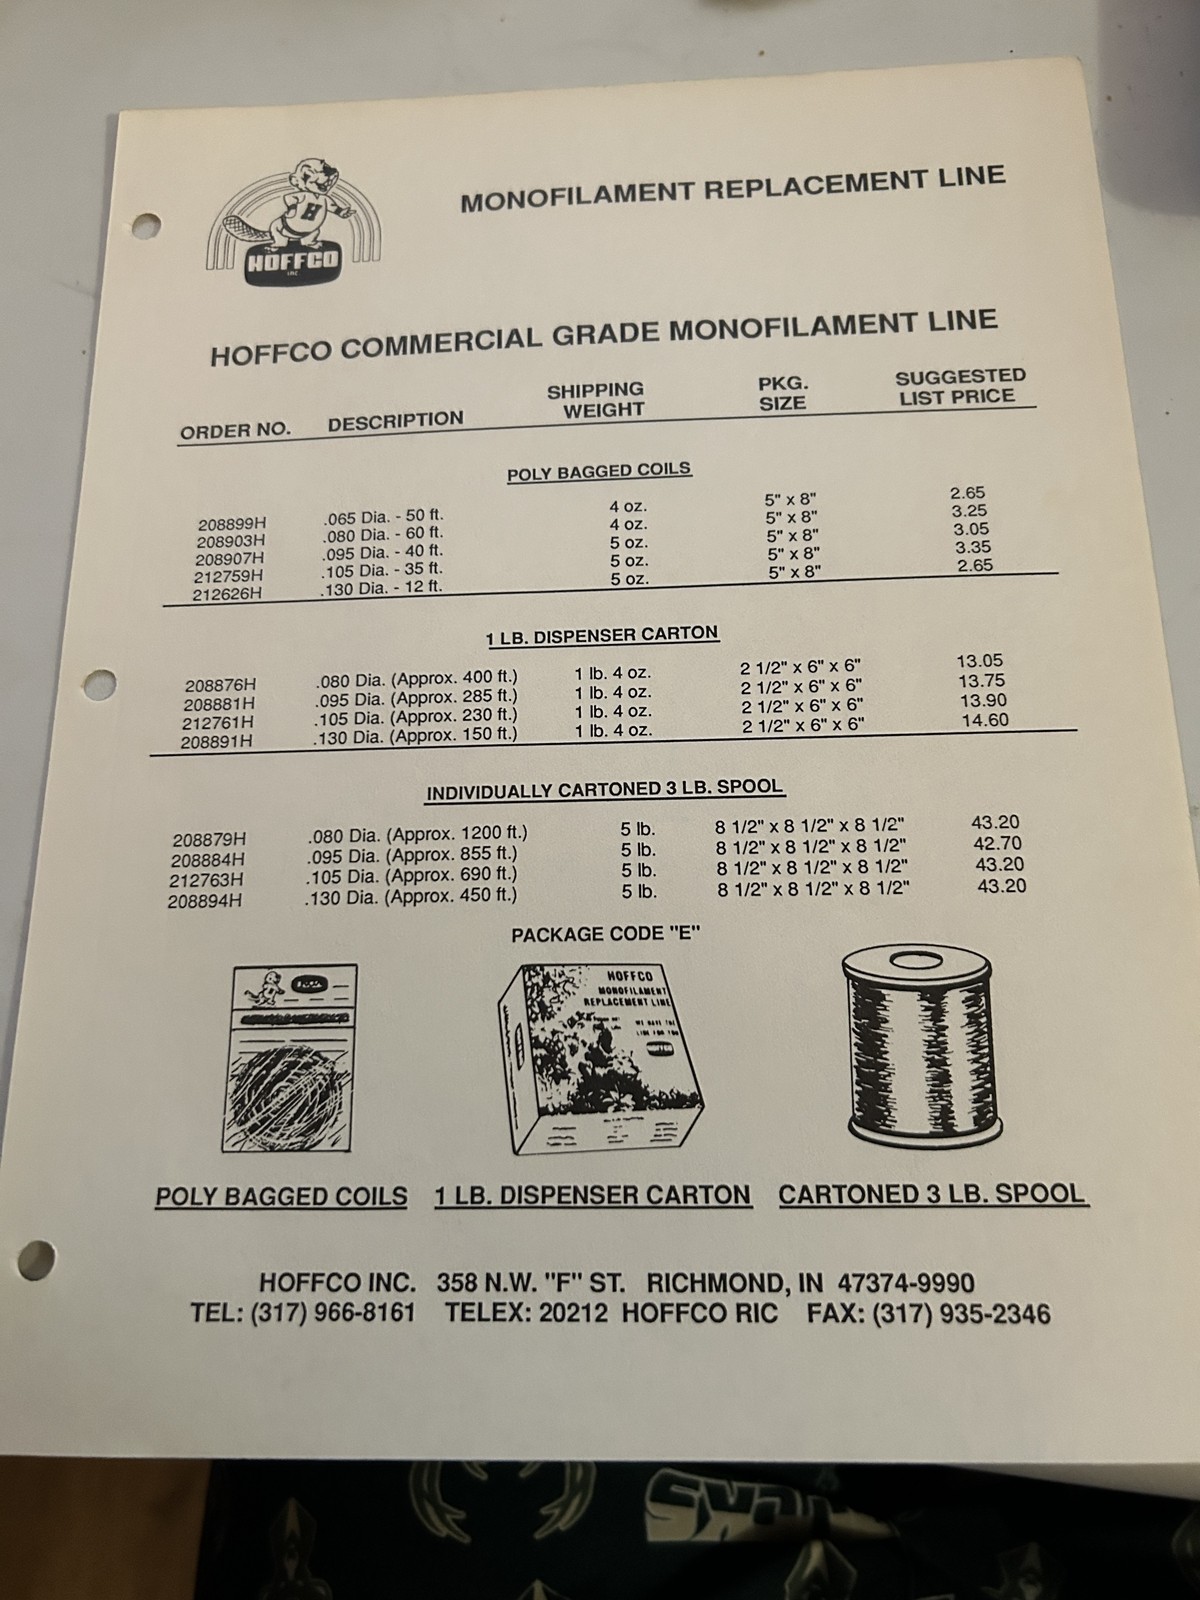 MONOFILAMENT REPLACEMENT LINE
H
HOFFCO
INC
HOFFCO COMMERCIAL GRADE MONOFILAMENT LINE
ORDER NO. DESCRIPTION SHIPPING WEIGHT PKG. SIZE SUGGESTED LIST PRICE
POLY BAGGED COILS
208899H .065 Dia. - 50 ft. 4 oz. 5" x 8" 2.65
208903H .080 Dia. - 60 ft. 4 oz. 5" x 8" 3.25
208907H .095 Dia. - 40 ft. 5 oz. 5" x 8" 3.05
212759H .105 Dia. - 35 ft. 5 oz. 5" x 8" 3.35
212626H .130 Dia. - 12 ft. 5 oz. 5" x 8" 2.65
1 LB. DISPENSER CARTON
208876H .080 Dia. (Approx. 400 ft.) 1 lb. 4 oz. 2 1/2" x 6" x 6" 13.05
208881H .095 Dia. (Approx. 285 ft.) 1 lb. 4 oz. 2 1/2" x 6" x 6" 13.75
212761H .105 Dia. (Approx. 230 ft.) 1 lb. 4 oz. 2 1/2" x 6" x 6" 13.90
208891H .130 Dia. (Approx. 150 ft.) 1 lb. 4 oz. 2 1/2" x 6" x 6" 14.60
INDIVIDUALLY CARTONED 3 LB. SPOOL
208879H .080 Dia. (Approx. 1200 ft.) 5 lb. 8 1/2" x 8 1/2" x 8 1/2" 43.20
208884H .095 Dia. (Approx. 855 ft.) 5 lb. 8 1/2" x 8 1/2" x 8 1/2" 42.70
212763H .105 Dia. (Approx. 690 ft.) 5 lb. 8 1/2" x 8 1/2" x 8 1/2" 43.20
208894H .130 Dia. (Approx. 450 ft.) 5 lb. 8 1/2" x 8 1/2" x 8 1/2" 43.20
PACKAGE CODE "E"
HOFFCO
MONOFILAMENT
REPLACEMENT LINE
WE HAVE THE
LINE FOR YOU
HOFFCO
POLY BAGGED COILS 1 LB. DISPENSER CARTON CARTONED 3 LB. SPOOL
HOFFCO INC. 358 N.W. "F" ST. RICHMOND, IN 47374-9990
TEL: (317) 966-8161 TELEX: 20212 HOFFCO RIC FAX: (317) 935-2346